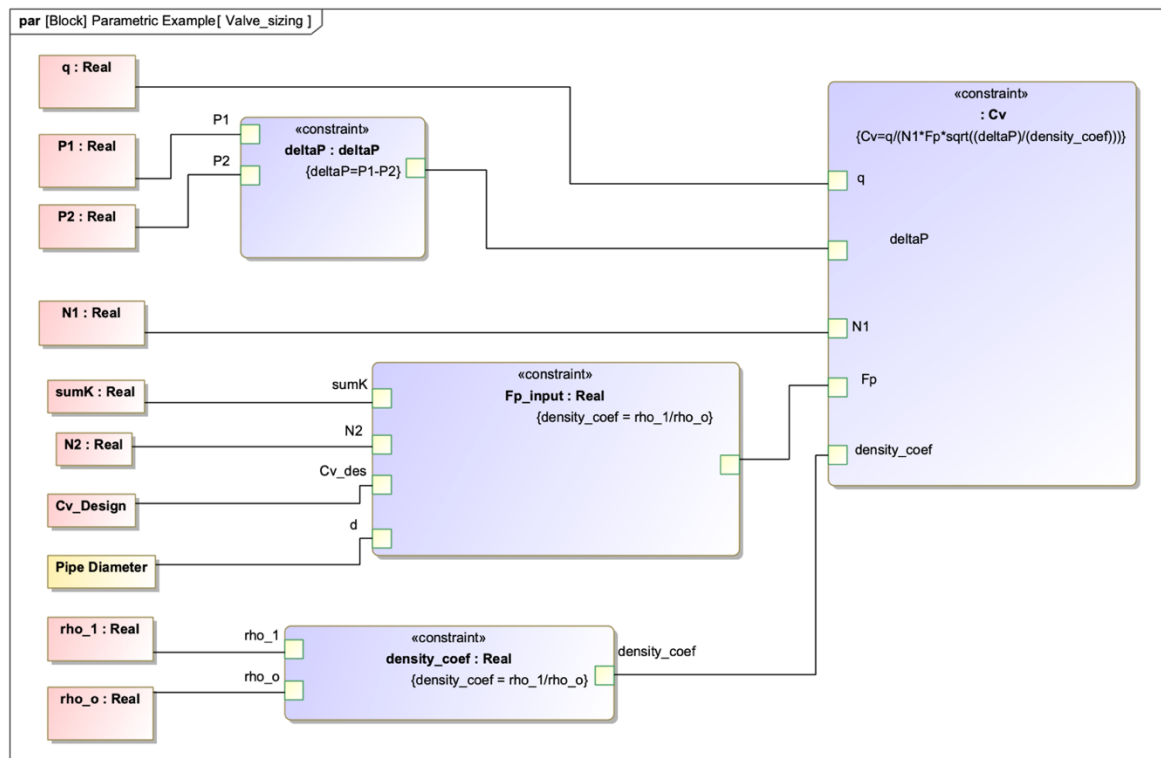 par [Block] Parametric Example[ Valve_sizing ]
q : Real
P1 : Real
P2 : Real
N1 : Real
sumK : Real
N2 : Real
Cv_Design
Pipe Diameter
rho_1 : Real
rho_o : Real
P1
P2
«constraint»
deltaP : deltaP
{deltaP=P1-P2}
sumK
N2
Cv_des
d
«constraint»
Fp_input : Real
{density_coef = rho_1/rho_o}
rho_1
rho_o
«constraint»
density_coef : Real
{density_coef = rho_1/rho_o}
density_coef
«constraint»
: Cv
{Cv=q/(N1*Fp*sqrt((deltaP)/(density_coef)))}
q
deltaP
N1
Fp
density_coef